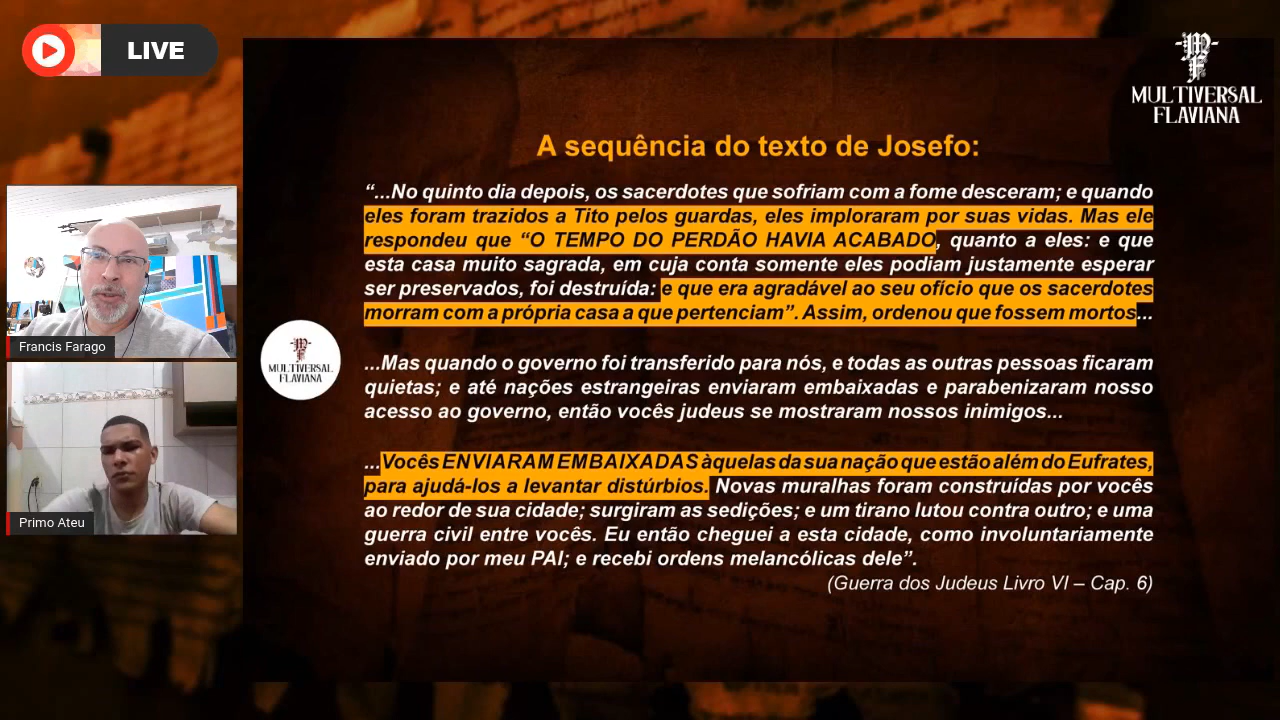 LIVE
MULTIVERSAL
FLAVIANA
A sequência do texto de Josefo:
“...No quinto dia depois, os sacerdotes que sofriam com a fome desceram; e quando
eles foram trazidos a Tito pelos guardas, eles imploraram por suas vidas. Mas ele
respondeu que “O TEMPO DO PERDÃO HAVIA ACABADO, quanto a eles: e que
esta casa muito sagrada, em cuja conta somente eles podiam justamente esperar
ser preservados, foi destruída: e que era agradável ao seu ofício que os sacerdotes
morram com a própria casa a que pertenciam”. Assim, ordenou que fossem mortos...
...Mas quando o governo foi transferido para nós, e todas as outras pessoas ficaram
quietas; e até nações estrangeiras enviaram embaixadas e parabenizaram nosso
acesso ao governo, então vocês judeus se mostraram nossos inimigos...
...Vocês ENVIARAM EMBAIXADAS àquelas da sua nação que estão além do Eufrates,
para ajudá-los a levantar distúrbios. Novas muralhas foram construídas por vocês
ao redor de sua cidade; surgiram as sedições; e um tirano lutou contra outro; e uma
guerra civil entre vocês. Eu então cheguei a esta cidade, como involuntariamente
enviado por meu PAI; e recebi ordens melancólicas dele”.
(Guerra dos Judeus Livro VI – Cap. 6)
MULTIVERSAL
FLAVIANA
Francis Farago
Primo Ateu